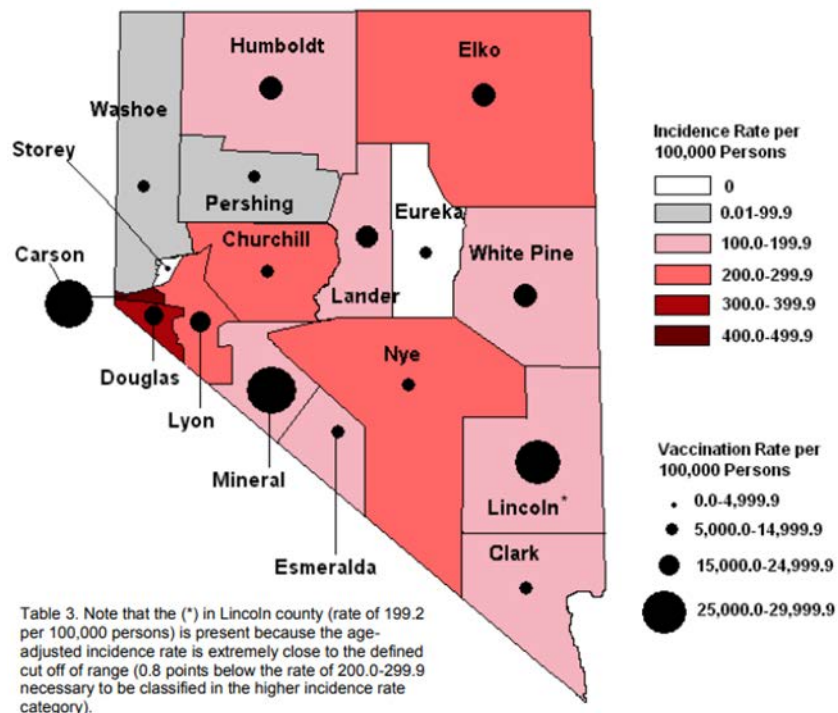 Humboldt
Elko
Washoe
Storey
Pershing
Eureka
Churchill
Carson
White Pine
Lander
Nye
Douglas
Lyon
Mineral
Lincoln*
Esmeralda
Clark
Incidence Rate per
100,000 Persons
0
0.01-99.9
100.0-199.9
200.0-299.9
300.0- 399.9
400.0-499.9
Vaccination Rate per
100,000 Persons
0.0-4,999.9
5,000.0-14,999.9
15,000.0-24,999.9
25,000.0-29,999.9
Table 3. Note that the (*) in Lincoln county (rate of 199.2
per 100,000 persons) is present because the age-
adjusted incidence rate is extremely close to the defined
cut off of range (0.8 points below the rate of 200.0-299.9
necessary to be classified in the higher incidence rate
category).